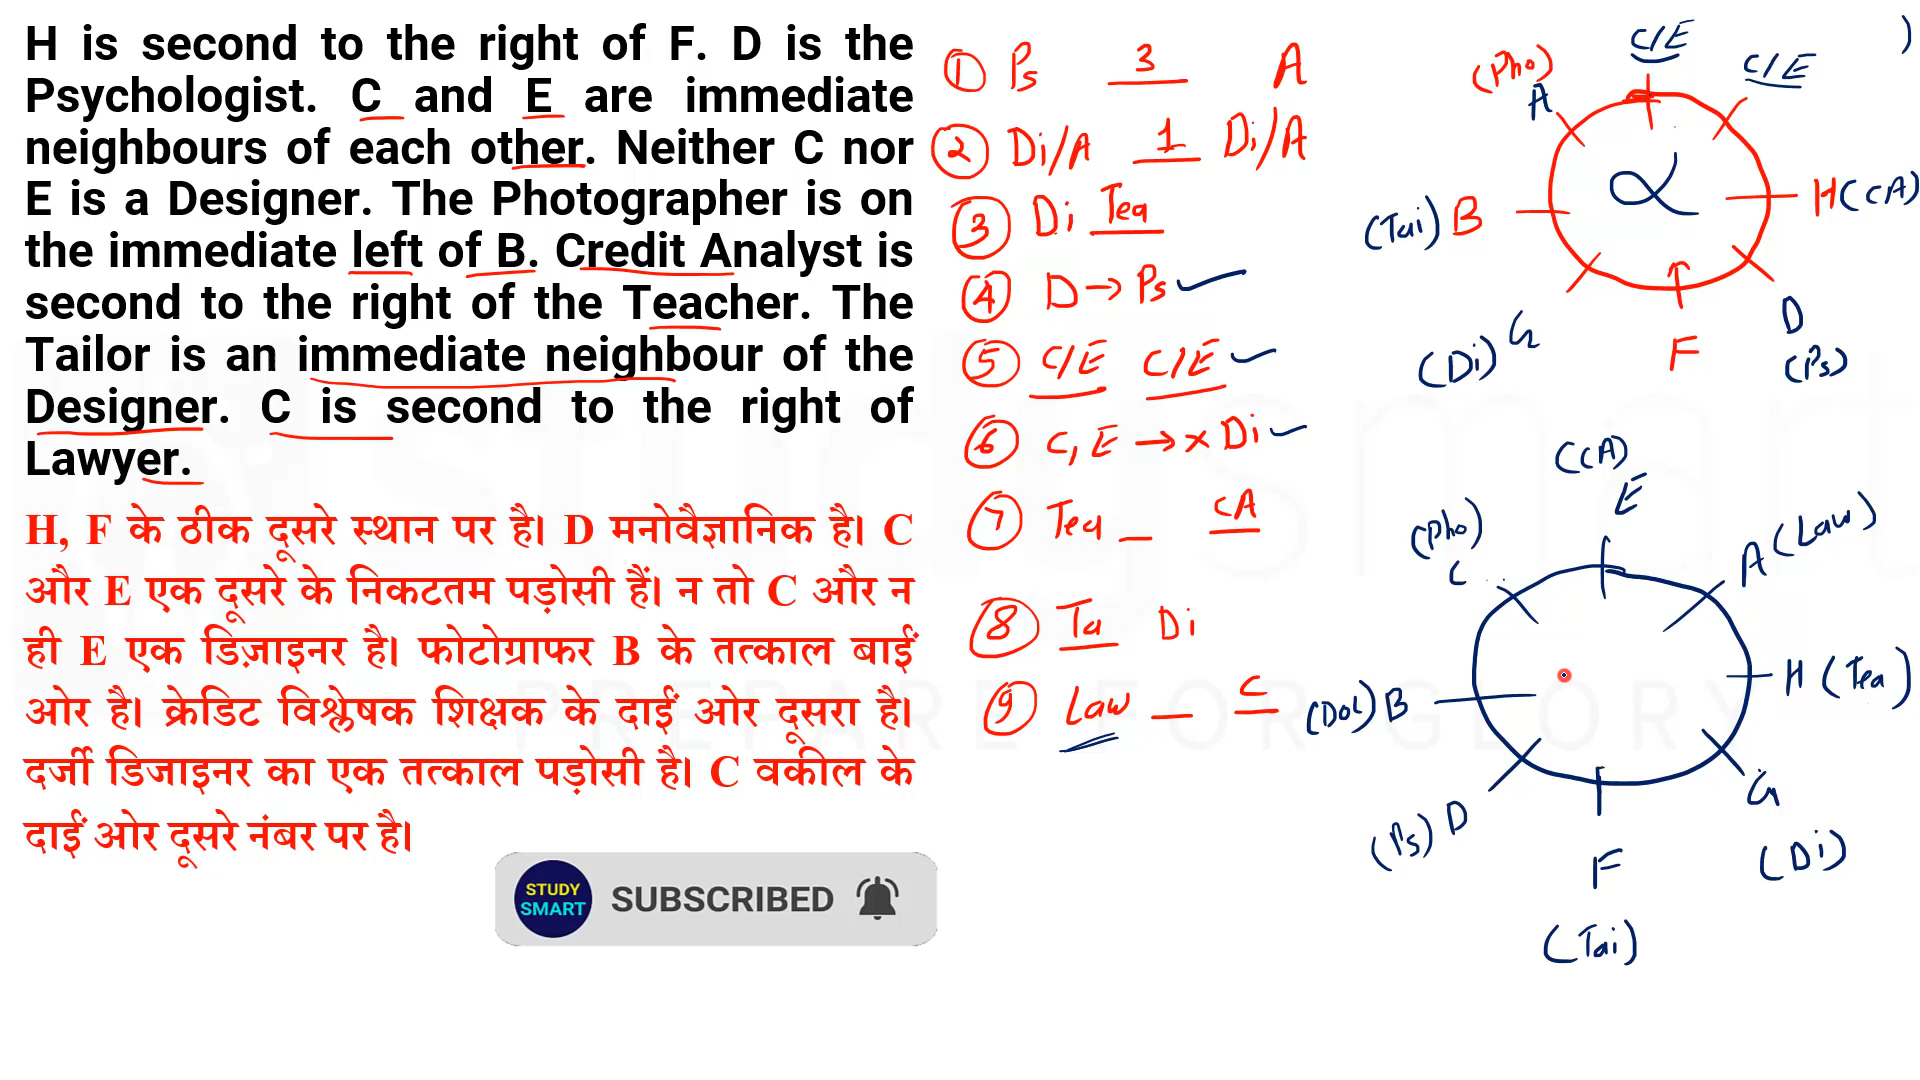 H is second to the right of F. D is the
Psychologist. C and E are immediate
neighbours of each other. Neither C nor
E is a Designer. The Photographer is on
the immediate left of B. Credit Analyst is
second to the right of the Teacher. The
Tailor is an immediate neighbour of the
Designer. C is second to the right of
Lawyer.
H, F के ठीक दूसरे स्थान पर है। D मनोवैज्ञानिक है। C
और E एक दूसरे के निकटतम पड़ोसी हैं। न तो C और न
ही E एक डिज़ाइनर है। फोटोग्राफर B के तत्काल बाईं
ओर है। क्रेडिट विश्लेषक शिक्षक के दाईं ओर दूसरा है।
दर्जी डिजाइनर का एक तत्काल पड़ोसी है। C वकील के
दाईं ओर दूसरे नंबर पर है।
STUDY
SMART
SUBSCRIBED
① Ps 3 A
② Di/A 1 Di/A
③ Di Tea
④ D → Ps ✓
⑤ C/E C/E ✓
⑥ C, E → × Di ✓
⑦ Tea _ CA
⑧ Ta Di
⑨ Law _ C
PREPARE FOR GLORY
C/E
)
(Pho)
A
C/E
(Tai) B
H (CA)
(Di) G
F
D
(Ps)
(CA)
E
(Pho)
C
A (Law)
H (Tea)
(Doc) B
(Ps) D
G
(Di)
F
(Tai)